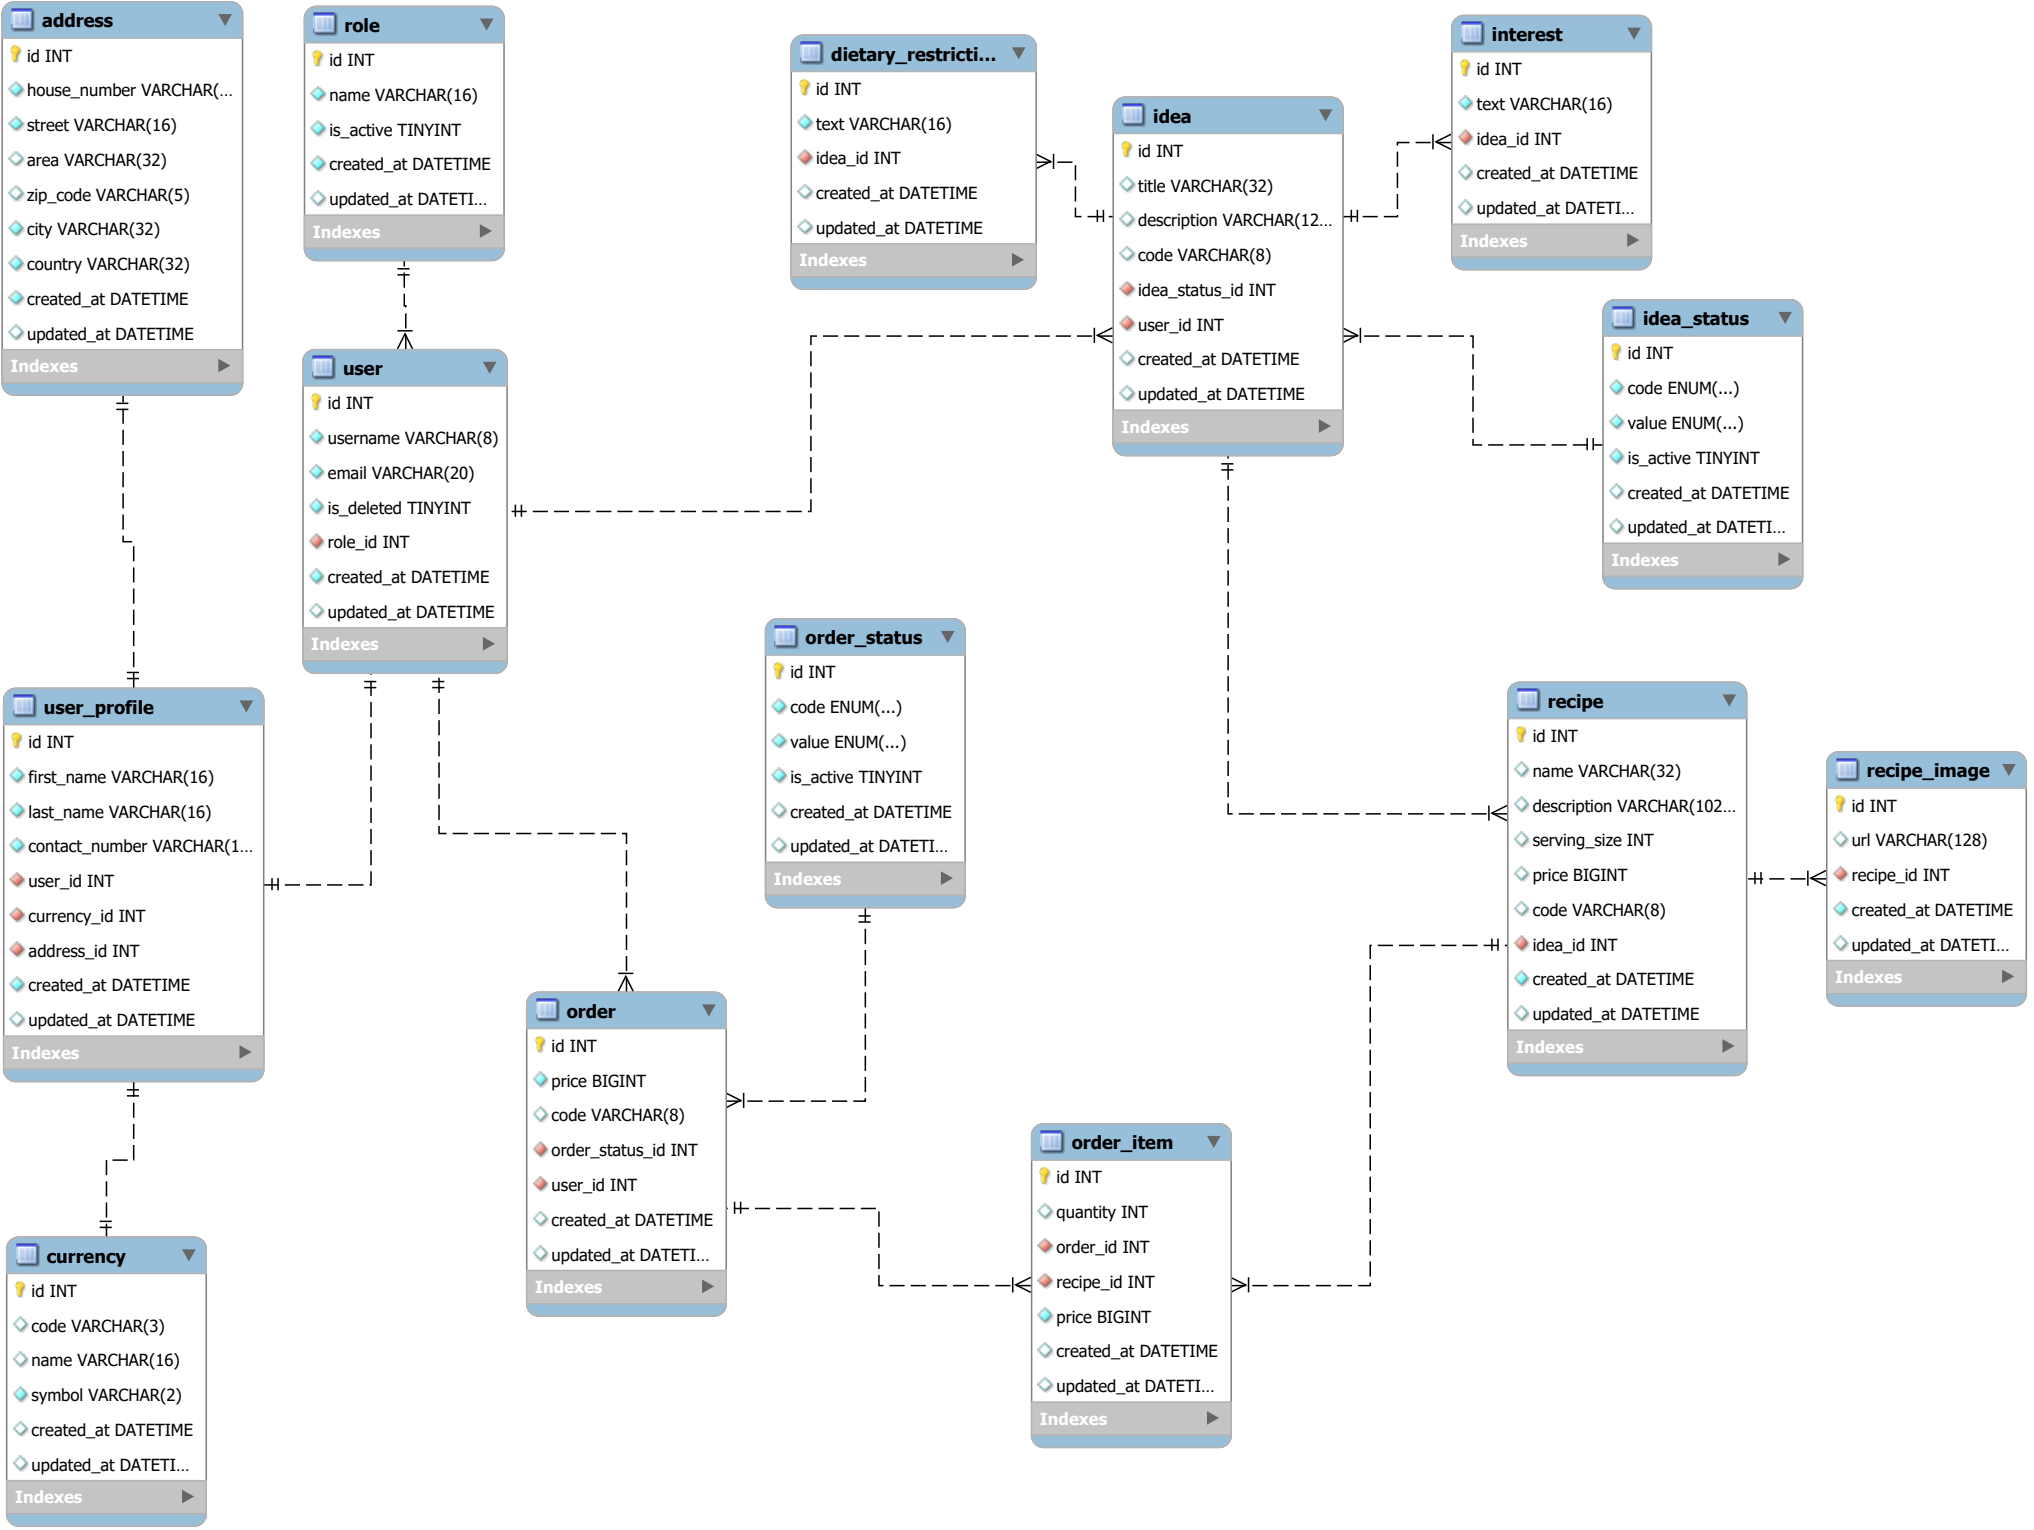 address
id INT
house_number VARCHAR(...
street VARCHAR(16)
area VARCHAR(32)
zip_code VARCHAR(5)
city VARCHAR(32)
country VARCHAR(32)
created_at DATETIME
updated_at DATETIME
Indexes
role
id INT
name VARCHAR(16)
is_active TINYINT
created_at DATETIME
updated_at DATETI...
Indexes
dietary_restricti...
id INT
text VARCHAR(16)
idea_id INT
created_at DATETIME
updated_at DATETIME
Indexes
idea
id INT
title VARCHAR(32)
description VARCHAR(12...
code VARCHAR(8)
idea_status_id INT
user_id INT
created_at DATETIME
updated_at DATETIME
Indexes
interest
id INT
text VARCHAR(16)
idea_id INT
created_at DATETIME
updated_at DATETI...
Indexes
idea_status
id INT
code ENUM(...)
value ENUM(...)
is_active TINYINT
created_at DATETIME
updated_at DATETI...
Indexes
user
id INT
username VARCHAR(8)
email VARCHAR(20)
is_deleted TINYINT
role_id INT
created_at DATETIME
updated_at DATETIME
Indexes
order_status
id INT
code ENUM(...)
value ENUM(...)
is_active TINYINT
created_at DATETIME
updated_at DATETI...
Indexes
user_profile
id INT
first_name VARCHAR(16)
last_name VARCHAR(16)
contact_number VARCHAR(1...
user_id INT
currency_id INT
address_id INT
created_at DATETIME
updated_at DATETIME
Indexes
recipe
id INT
name VARCHAR(32)
description VARCHAR(102...
serving_size INT
price BIGINT
code VARCHAR(8)
idea_id INT
created_at DATETIME
updated_at DATETIME
Indexes
recipe_image
id INT
url VARCHAR(128)
recipe_id INT
created_at DATETIME
updated_at DATETI...
Indexes
order
id INT
price BIGINT
code VARCHAR(8)
order_status_id INT
user_id INT
created_at DATETIME
updated_at DATETI...
Indexes
order_item
id INT
quantity INT
order_id INT
recipe_id INT
price BIGINT
created_at DATETIME
updated_at DATETI...
Indexes
currency
id INT
code VARCHAR(3)
name VARCHAR(16)
symbol VARCHAR(2)
created_at DATETIME
updated_at DATETI...
Indexes